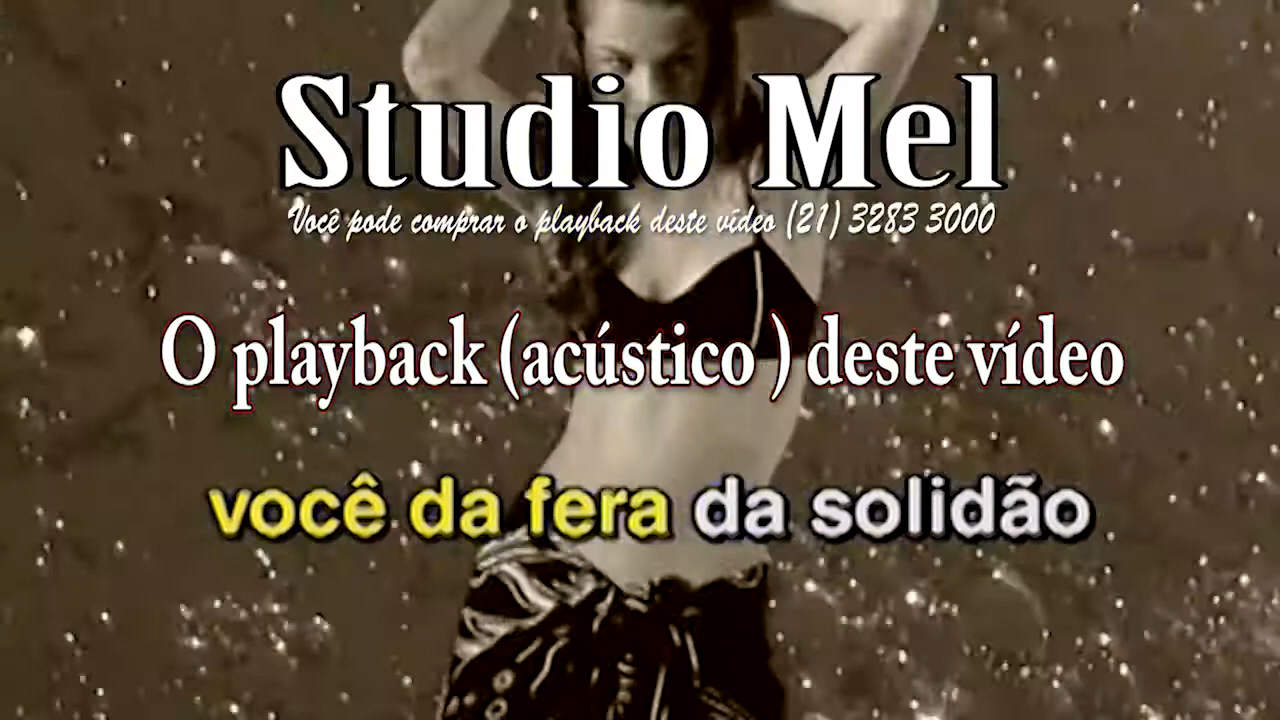 Studio Mel
Você pode comprar o playback deste vídeo (21) 3283 3000
O playback (acústico ) deste vídeo
você da fera da solidão